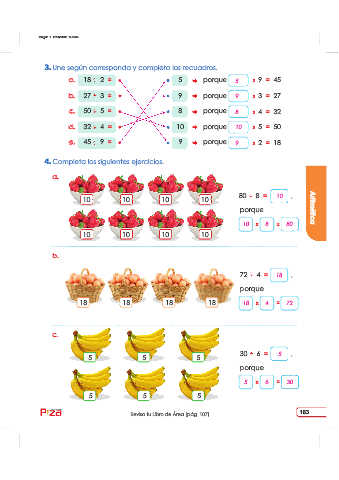 3. Une según corresponda y completa los recuadros.
a. 18 ÷ 2 = 5 porque 5 x 9 = 45
b. 27 ÷ 3 = 9 porque 9 x 3 = 27
c. 50 ÷ 5 = 8 porque 8 x 4 = 32
d. 32 ÷ 4 = 10 porque 10 x 5 = 50
e. 45 ÷ 9 = 9 porque 9 x 2 = 18
4. Completa los siguientes ejercicios.
a.
10 10 10 10
80 ÷ 8 = 10 .
porque
10 x 8 = 80
10 10 10 10
Aritmética
b.
72 ÷ 4 = 18 .
porque
18 x 4 = 72
18 18 18 18
c.
5 5 5
30 ÷ 6 = 5 .
porque
5 x 6 = 30
5 5 5
Revisa tu Libro de Área (pág. 107)
183